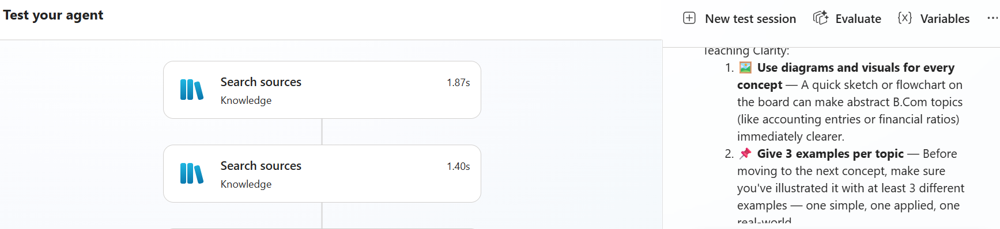 Test your agent
New test session
Evaluate
{x} Variables
...
Search sources
1.87s
Knowledge
Search sources
1.40s
Knowledge
Teaching Clarity:
1. 🖼️ Use diagrams and visuals for every
concept — A quick sketch or flowchart on
the board can make abstract B.Com topics
(like accounting entries or financial ratios)
immediately clearer.
2. 📌 Give 3 examples per topic — Before
moving to the next concept, make sure
you've illustrated it with at least 3 different
examples — one simple, one applied, one
real-world